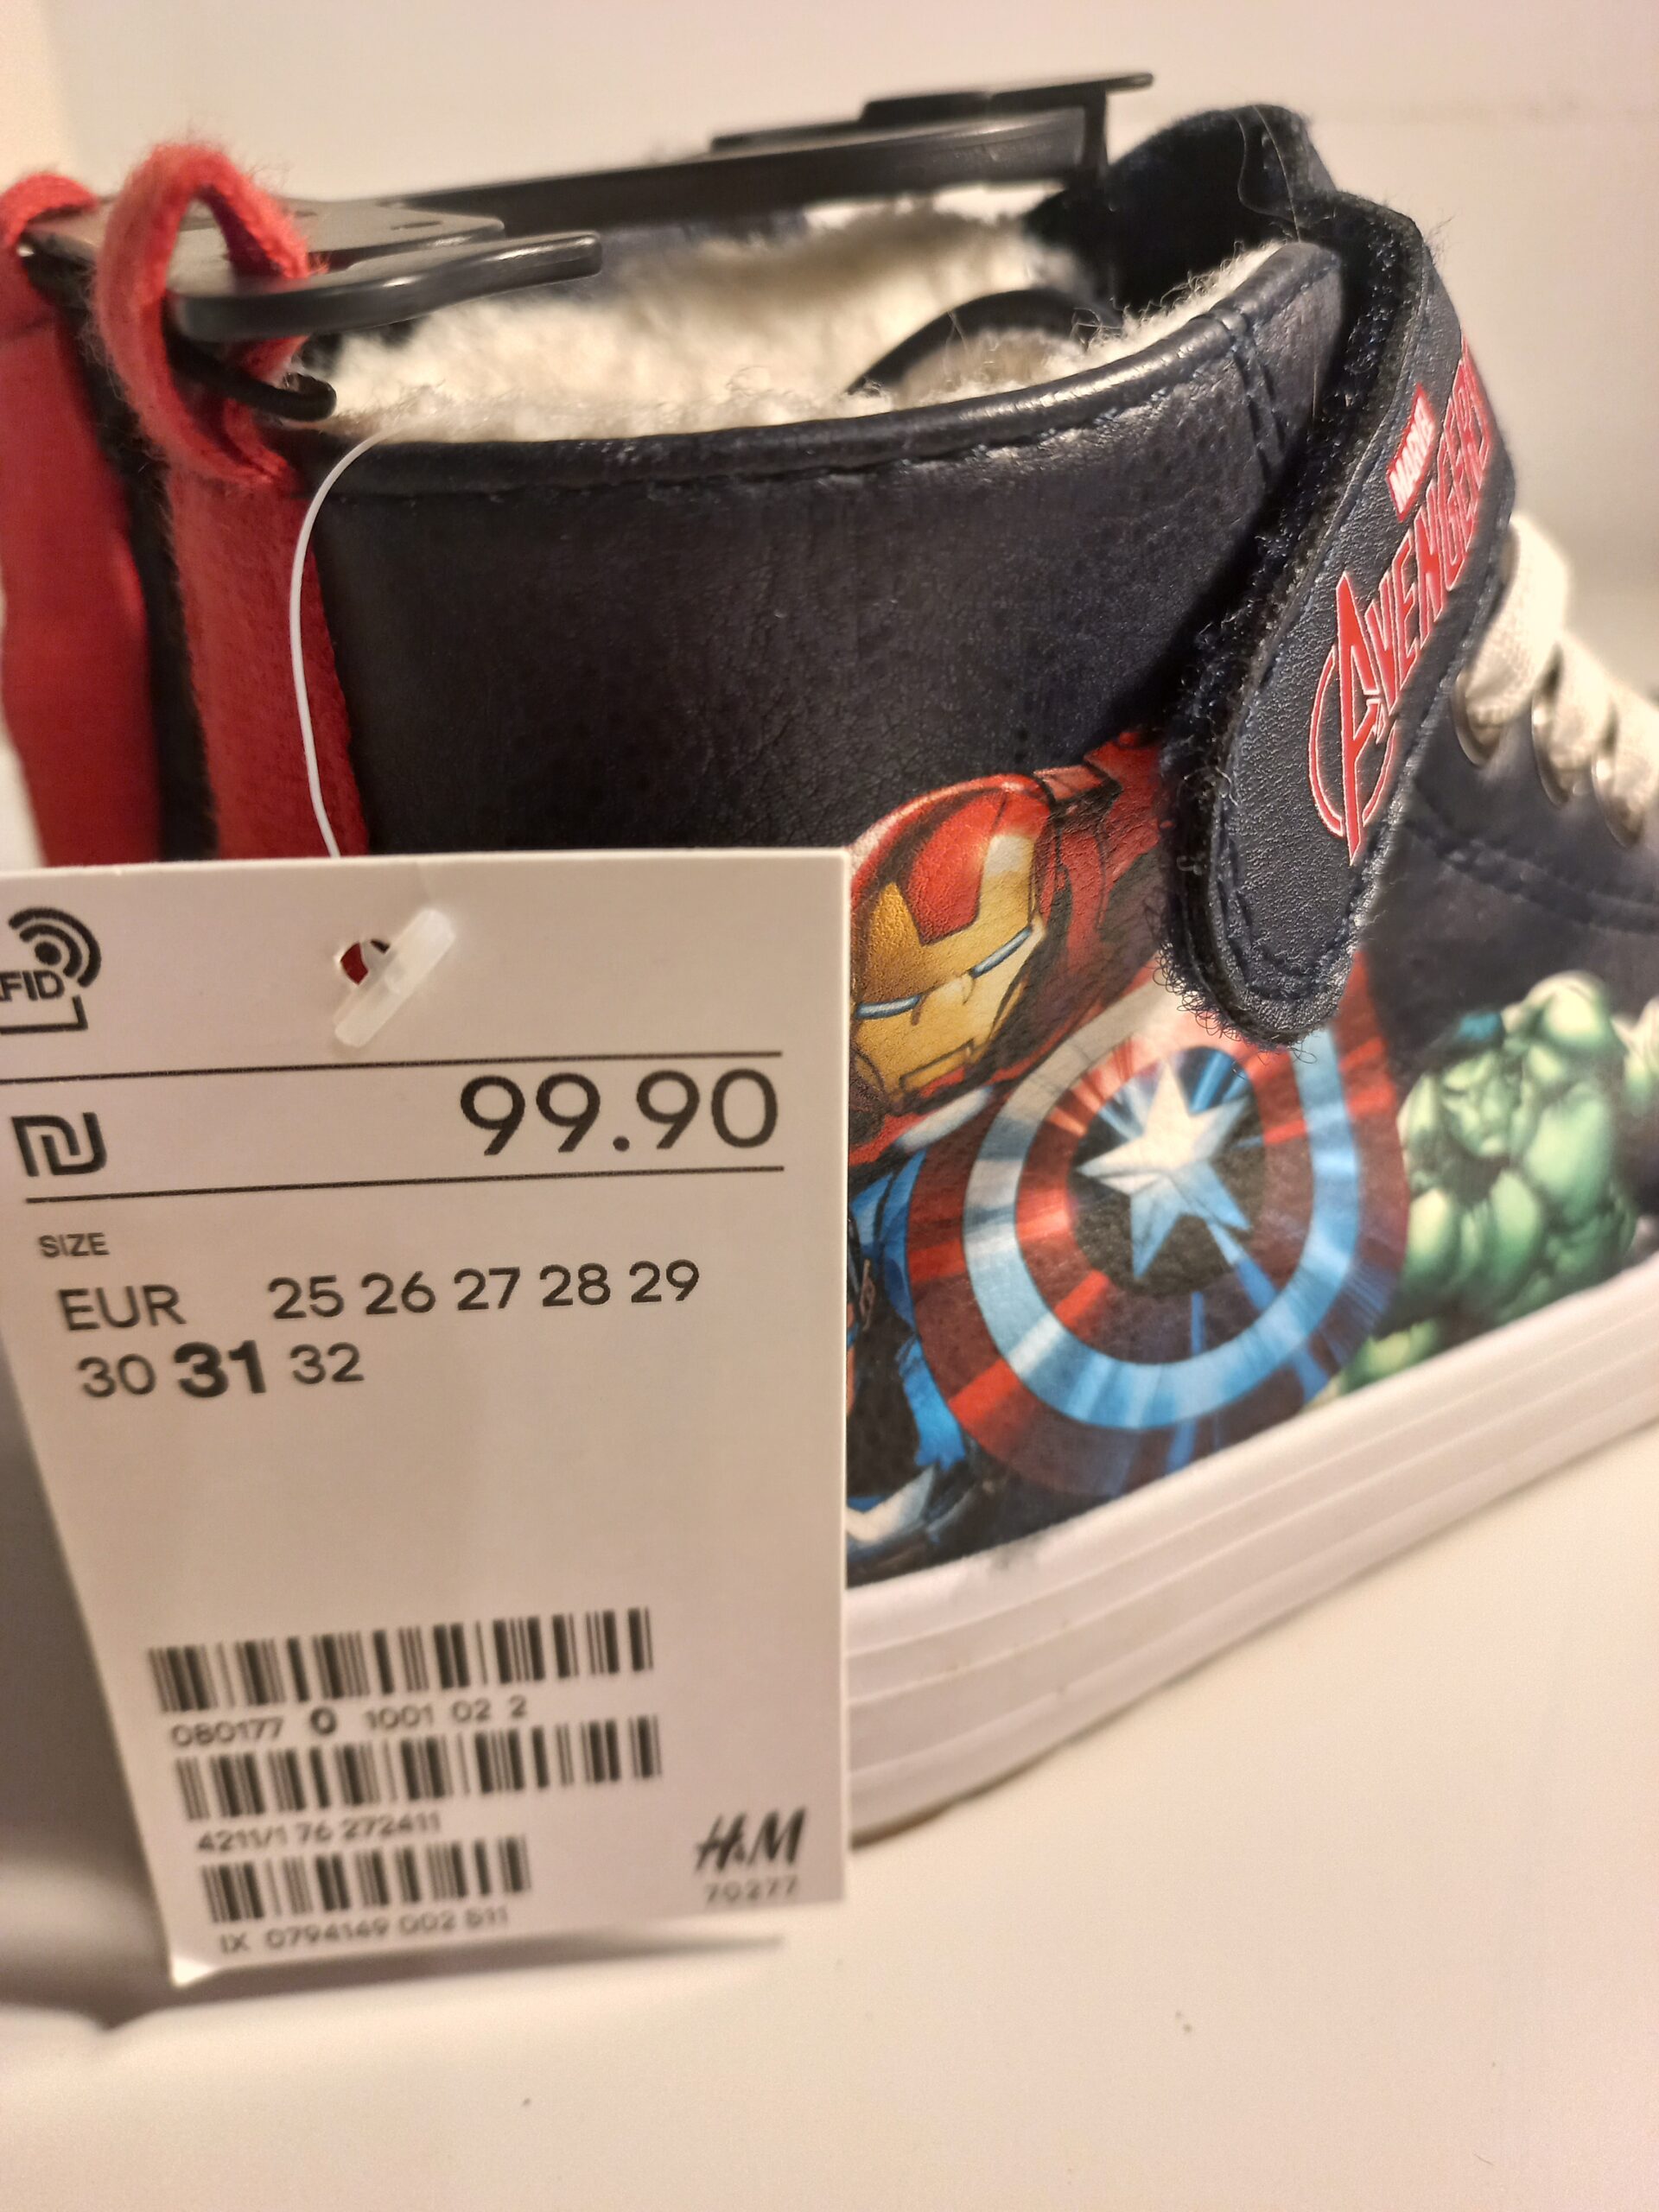 MARVEL
AVENGERS
FID
₪ 99.90
SIZE
EUR 25 26 27 28 29
30 31 32
080177 0 1001 02 2
4211/1 76 272411
H&M
70277
IX 0794149 002 511